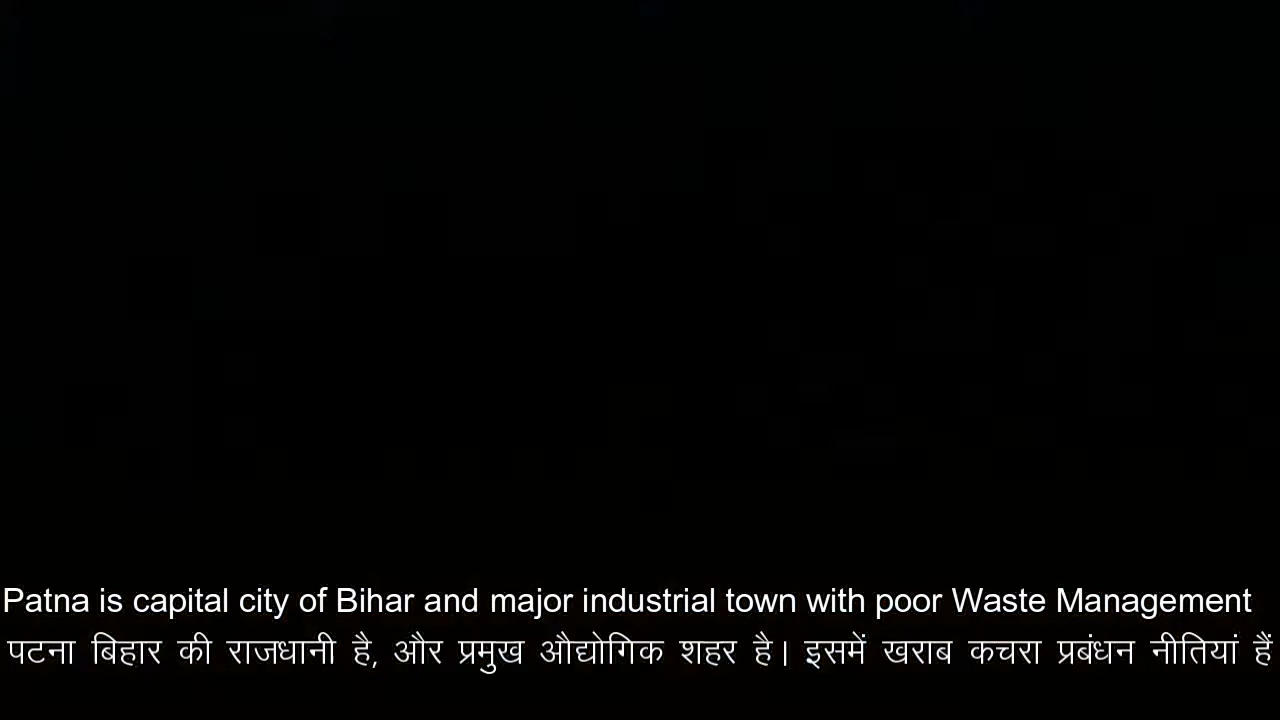 Patna is capital city of Bihar and major industrial town with poor Waste Management
पटना बिहार की राजधानी है, और प्रमुख औद्योगिक शहर है। इसमें खराब कचरा प्रबंधन नीतियां हैं